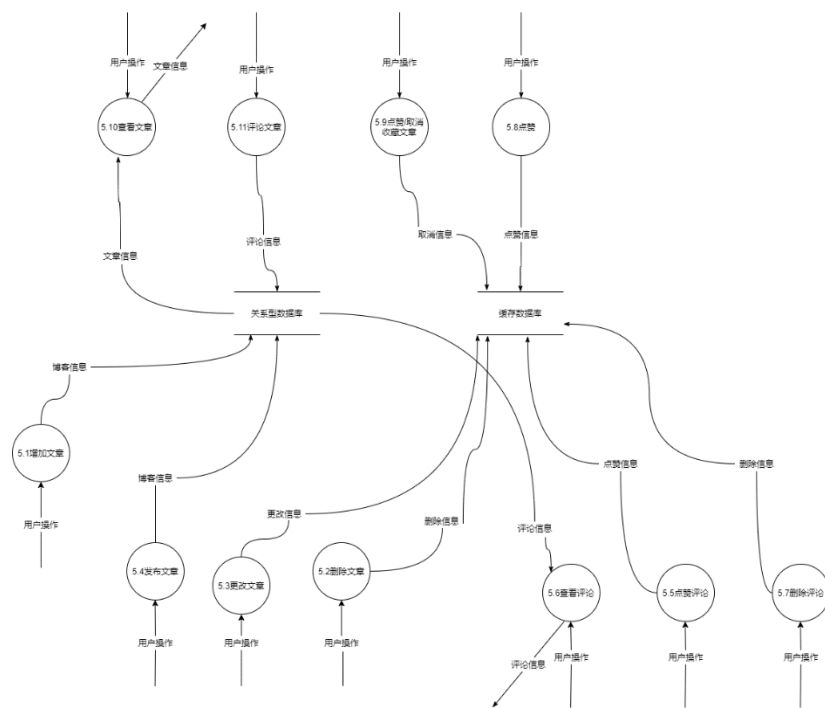 用户操作
文章信息
用户操作
用户操作
用户操作
5.10查看文章
5.11评论文章
5.9点赞/取消
收藏文章
5.8点赞
取消信息
点赞信息
评论信息
文章信息
关系型数据库
缓存数据库
博客信息
5.1增加文章
点赞信息
删除信息
博客信息
更改信息
删除信息
用户操作
评论信息
5.4发布文章
5.3更改文章
5.2删除文章
5.6查看评论
5.5点赞评论
5.7删除评论
用户操作
用户操作
用户操作
评论信息
用户操作
用户操作
用户操作